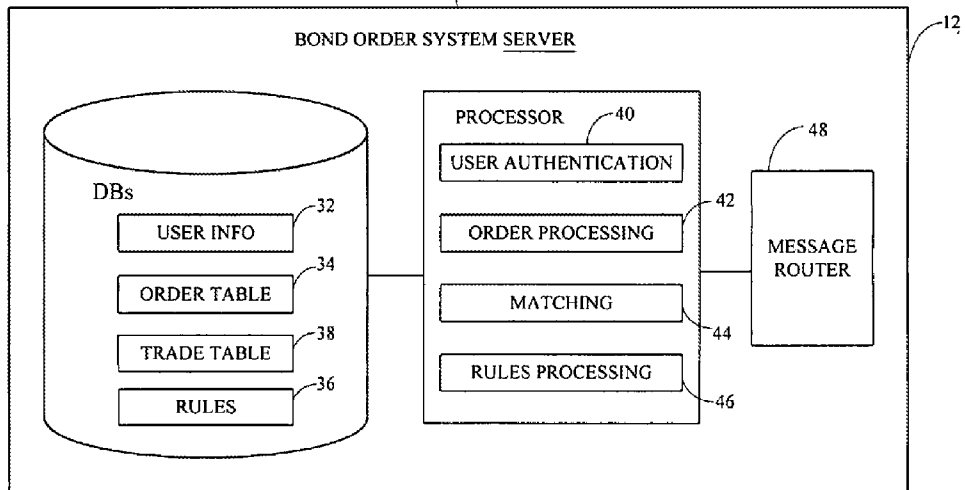 12
BOND ORDER SYSTEM SERVER
DBs
USER INFO
32
ORDER TABLE
34
TRADE TABLE
38
RULES
36
PROCESSOR
40
USER AUTHENTICATION
ORDER PROCESSING
42
MATCHING
44
RULES PROCESSING
46
48
MESSAGE
ROUTER